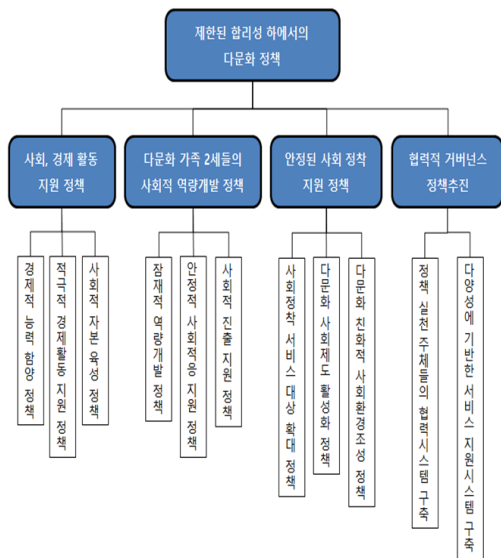 제한된 합리성 하에서의
다문화 정책
사회, 경제 활동
지원 정책
다문화 가족 2세들의
사회적 역량개발 정책
안정된 사회 정착
지원 정책
협력적 거버넌스
정책추진
경제적 능력 함양 정책
적극적 경제활동 지원 정책
사회적 자본 육성 정책
잠재적 역량개발 정책
안정적 사회적응 지원 정책
사회적 진출 지원 정책
사회정착 서비스 대상 확대 정책
다문화 사회제도 활성화 정책
다문화 친화적 사회환경조성 정책
정책 실천 주체들의 협력시스템 구축
다양성에 기반한 서비스 지원시스템 구축